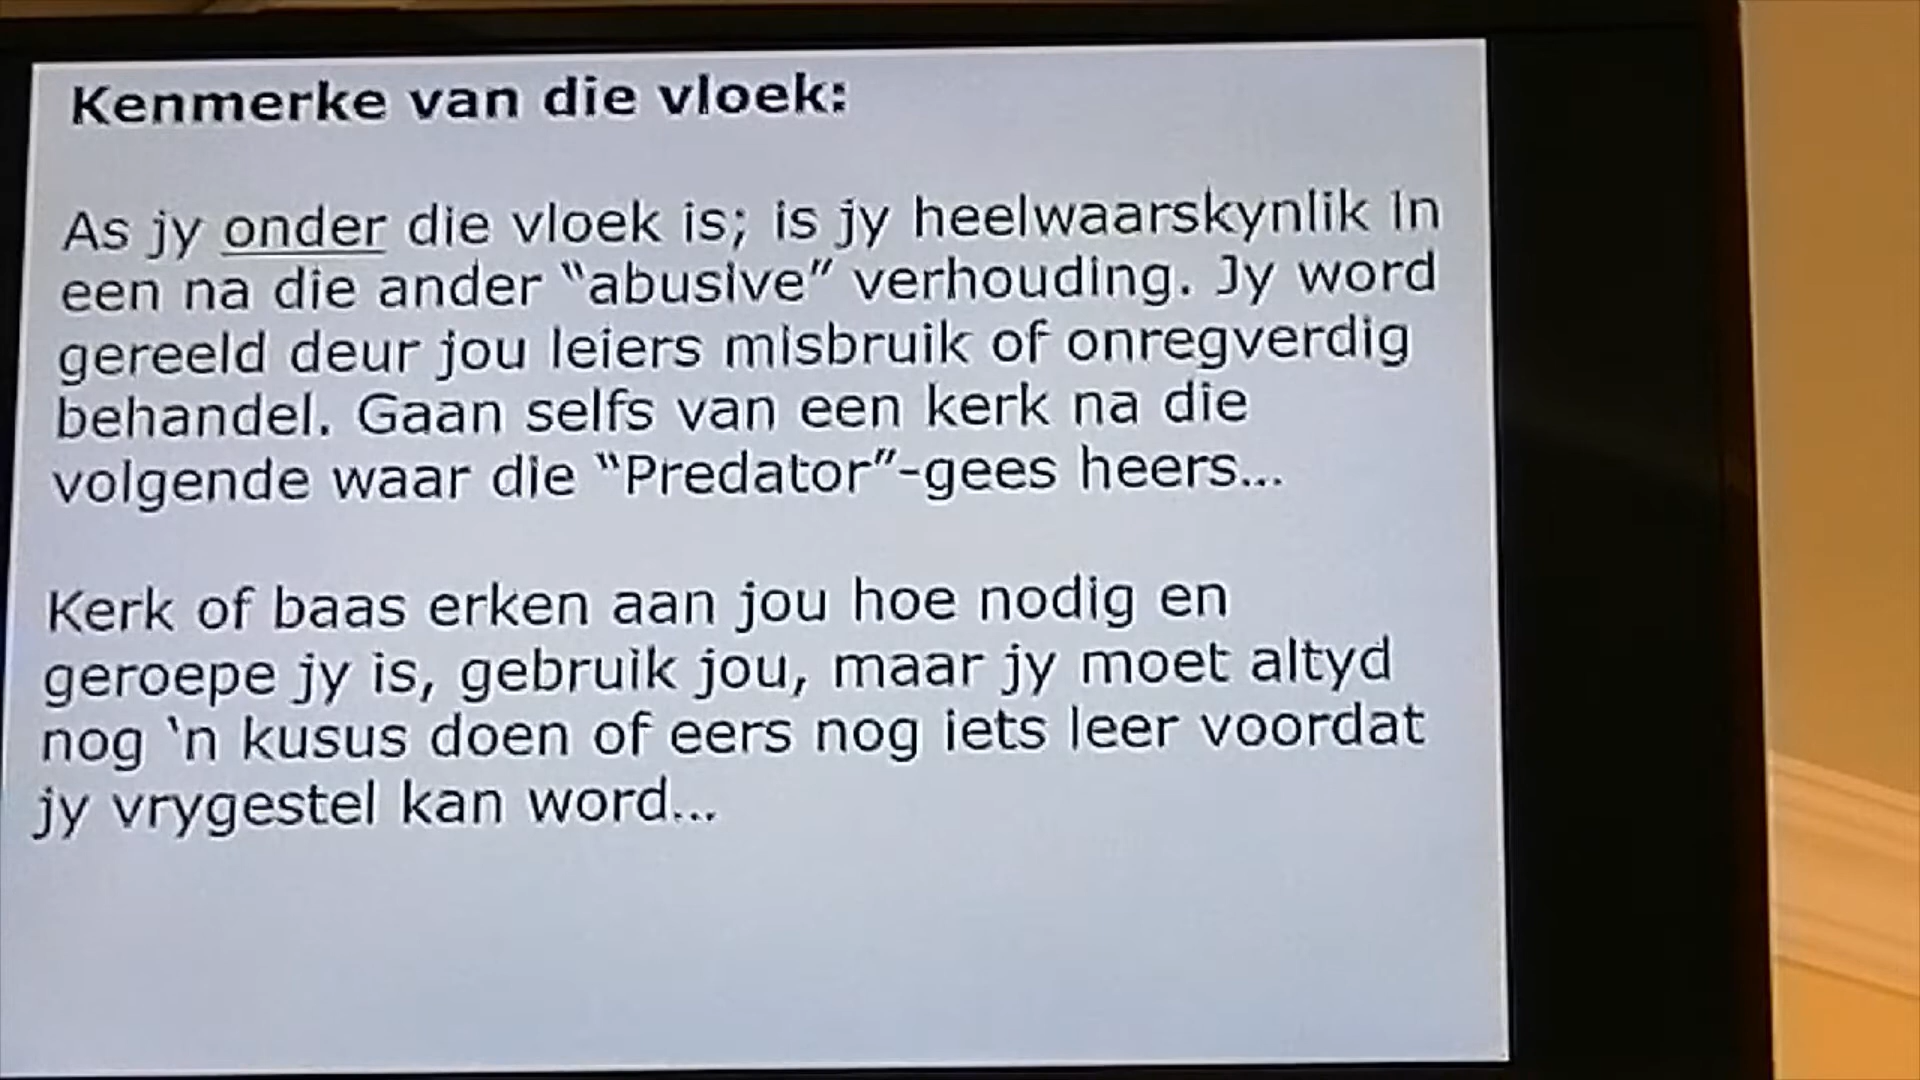 Kenmerke van die vloek:
As jy onder die vloek is; is jy heelwaarskynlik in
een na die ander “abusive” verhouding. Jy word
gereeld deur jou leiers misbruik of onregverdig
behandel. Gaan selfs van een kerk na die
volgende waar die “Predator”-gees heers...
Kerk of baas erken aan jou hoe nodig en
geroepe jy is, gebruik jou, maar jy moet altyd
nog ‘n kusus doen of eers nog iets leer voordat
jy vrygestel kan word...